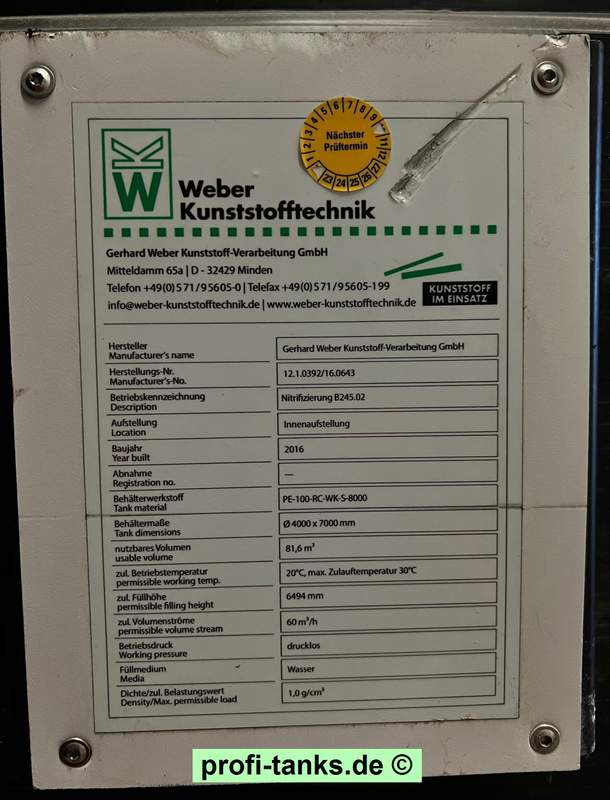 1 2 3 4 5 6 7 8 9 11 12
Nächster
Prüftermin
23 24 25 26 27
W
Weber
Kunststofftechnik
Gerhard Weber Kunststoff-Verarbeitung GmbH
Mitteldamm 65a | D - 32429 Minden
Telefon +49(0)571/95605-0 | Telefax +49(0)571/95605-199
info@weber-kunststofftechnik.de | www.weber-kunststofftechnik.de
KUNSTSTOFF
IM EINSATZ
Hersteller
Manufacturer's name
Gerhard Weber Kunststoff-Verarbeitung GmbH
Herstellungs-Nr.
Manufacturer's-No.
12.1.0392/16.0643
Betriebskennzeichnung
Description
Nitrifizierung B245.02
Aufstellung
Location
Innenaufstellung
Baujahr
Year built
2016
Abnahme
Registration no.
—
Behälterwerkstoff
Tank material
PE-100-RC-WK-S-8000
Behältermaße
Tank dimensions
Ø 4000 x 7000 mm
nutzbares Volumen
usable volume
81,6 m³
zul. Betriebstemperatur
permissible working temp.
20°C, max. Zulauftemperatur 30°C
zul. Füllhöhe
permissible filling height
6494 mm
zul. Volumenströme
permissible volume stream
60 m³/h
Betriebsdruck
Working pressure
drucklos
Füllmedium
Media
Wasser
Dichte/zul. Belastungswert
Density/Max. permissible load
1,0 g/cm³
profi-tanks.de ©